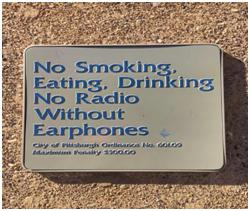 No Smoking,
Eating, Drinking
No Radio
Without
Earphones
City of Pittsburgh Ordinance No. 601.09
Maximum Penalty $300.00